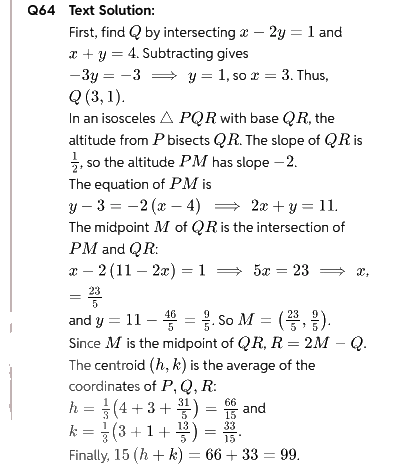 Q64 Text Solution:
First, find Q by intersecting x − 2y = 1 and
x + y = 4. Subtracting gives
−3y = −3 ⟹ y = 1, so x = 3. Thus,
Q (3, 1).
In an isosceles △ PQR with base QR, the
altitude from P bisects QR. The slope of QR is
1/2, so the altitude PM has slope −2.
The equation of PM is
y − 3 = −2 (x − 4) ⟹ 2x + y = 11.
The midpoint M of QR is the intersection of
PM and QR:
x − 2 (11 − 2x) = 1 ⟹ 5x = 23 ⟹ x,
= 23/5
and y = 11 − 46/5 = 9/5. So M = (23/5, 9/5).
Since M is the midpoint of QR, R = 2M − Q.
The centroid (h, k) is the average of the
coordinates of P, Q, R:
h = 1/3 (4 + 3 + 31/5) = 66/15 and
k = 1/3 (3 + 1 + 13/5) = 33/15.
Finally, 15 (h + k) = 66 + 33 = 99.